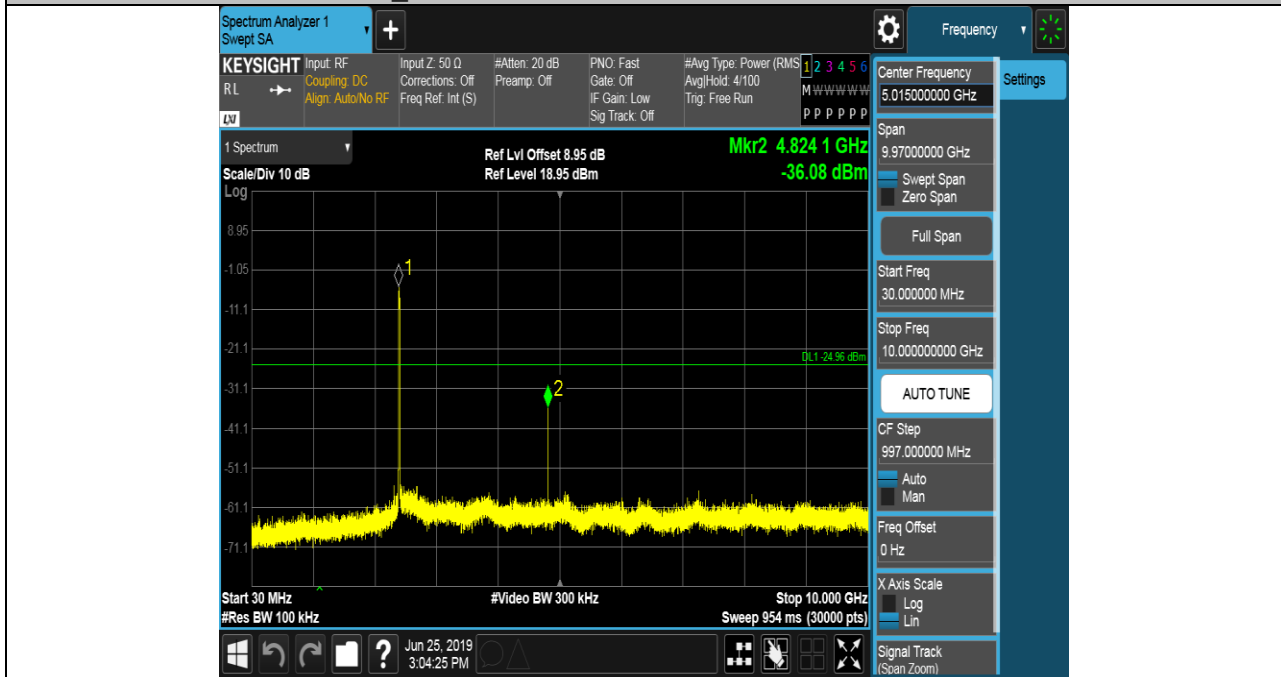 Spectrum Analyzer 1
Swept SA
+
Frequency
KEYSIGHT
RL
LXI
Input: RF
Coupling: DC
Align: Auto/No RF
Input Z: 50 Ω
Corrections: Off
Freq Ref: Int (S)
#Atten: 20 dB
Preamp: Off
PNO: Fast
Gate: Off
IF Gain: Low
Sig Track: Off
#Avg Type: Power (RMS
Avg|Hold: 4/100
Trig: Free Run
1 2 3 4 5 6
M W W W W W
P P P P P P
1 Spectrum
Scale/Div 10 dB
Ref Lvl Offset 8.95 dB
Ref Level 18.95 dBm
Mkr2 4.824 1 GHz
-36.08 dBm
Log
8.95
-1.05
-11.1
-21.1
-31.1
-41.1
-51.1
-61.1
-71.1
1
2
DL1 -24.96 dBm
Start 30 MHz
#Res BW 100 kHz
#Video BW 300 kHz
Stop 10.000 GHz
Sweep 954 ms (30000 pts)
?
Jun 25, 2019
3:04:25 PM
Center Frequency
5.015000000 GHz
Span
9.97000000 GHz
Swept Span
Zero Span
Full Span
Start Freq
30.000000 MHz
Stop Freq
10.000000000 GHz
AUTO TUNE
CF Step
997.000000 MHz
Auto
Man
Freq Offset
0 Hz
X Axis Scale
Log
Lin
Signal Track
(Span Zoom)
Settings